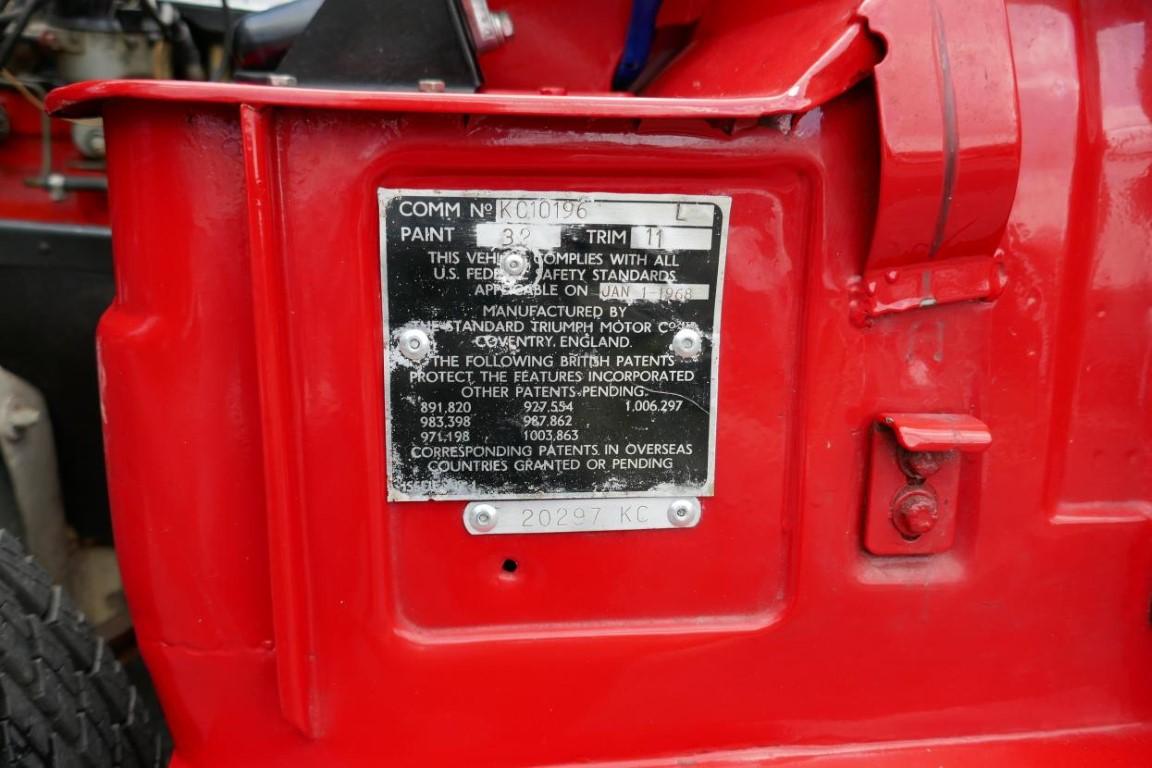 COMM Nº KC10196 L
PAINT 32 TRIM 11
THIS VEHICLE COMPLIES WITH ALL
U.S. FEDERAL SAFETY STANDARDS
APPLICABLE ON JAN 1-1968
MANUFACTURED BY
THE STANDARD TRIUMPH MOTOR Co
COVENTRY, ENGLAND.
THE FOLLOWING BRITISH PATENTS
PROTECT THE FEATURES INCORPORATED
OTHER PATENTS PENDING.
891,820 927,554 1,006,297
983,398 987,862
971,198 1003,863
CORRESPONDING PATENTS IN OVERSEAS
COUNTRIES GRANTED OR PENDING
20297 KC